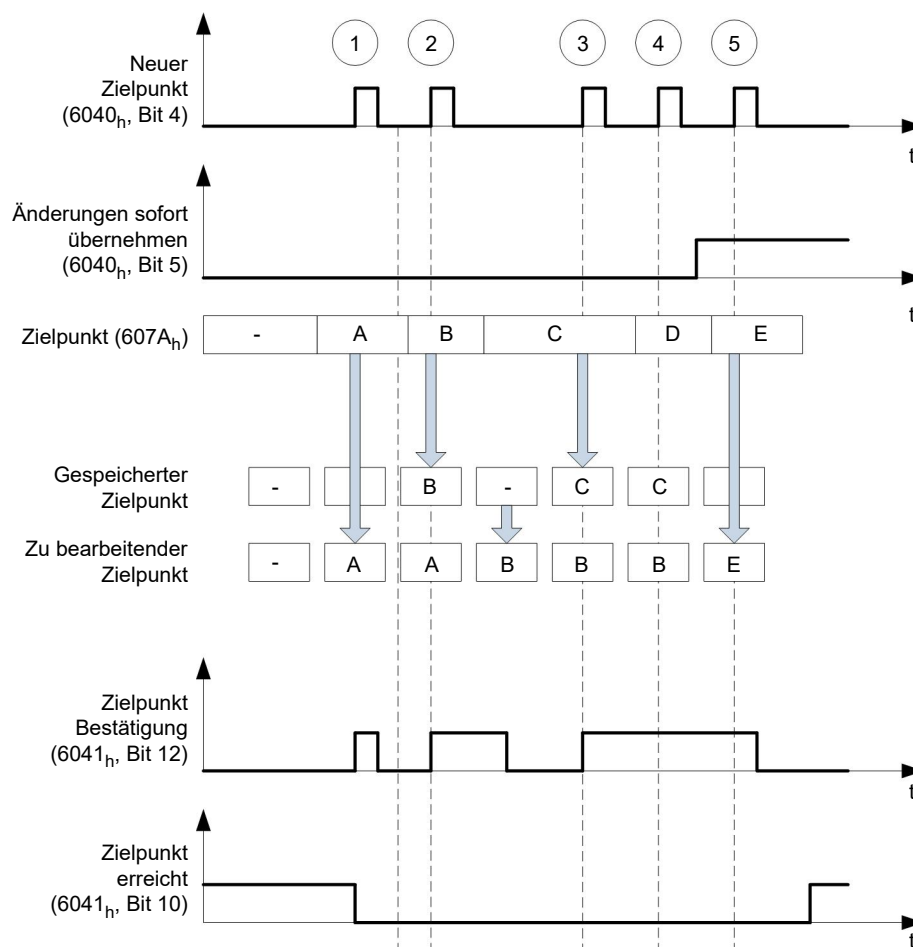 1 2 3 4 5
Neuer
Zielpunkt
(6040h, Bit 4)
t
Änderungen sofort
übernehmen
(6040h, Bit 5)
t
Zielpunkt (607Ah) - A B C D E
Gespeicherter
Zielpunkt
- B - C C
Zu bearbeitender
Zielpunkt
- A A B B B E
Zielpunkt
Bestätigung
(6041h, Bit 12)
t
Zielpunkt
erreicht
(6041h, Bit 10)
t